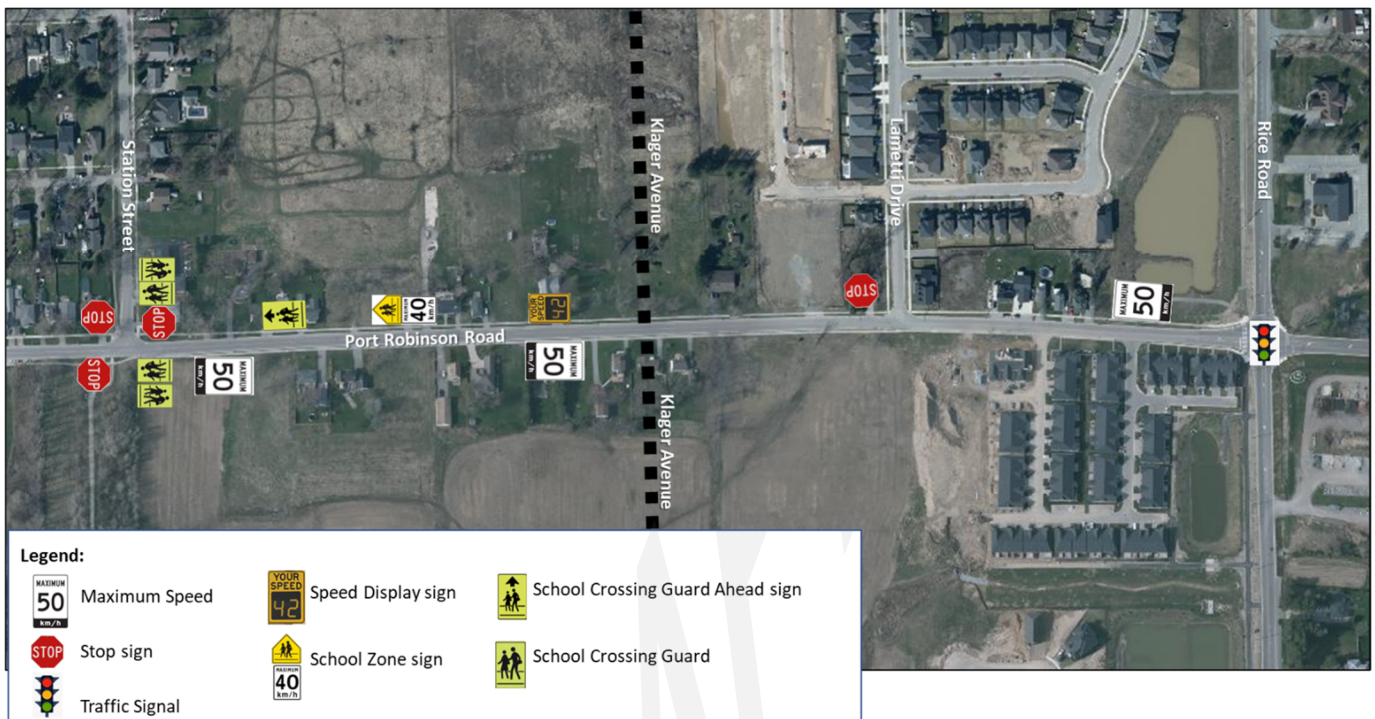 Station Street
Klager Avenue
Lametti Drive
Rice Road
STOP
STOP
STOP
STOP
MAXIMUM
40
km/h
YOUR
SPEED
42
MAXIMUM
50
Port Robinson Road
MAXIMUM
50
km/h
MAXIMUM
50
km/h
Klager Avenue
Legend:
MAXIMUM
50
km/h
Maximum Speed
YOUR
SPEED
42
Speed Display sign
School Crossing Guard Ahead sign
STOP
Stop sign
MAXIMUM
40
km/h
School Zone sign
School Crossing Guard
Traffic Signal